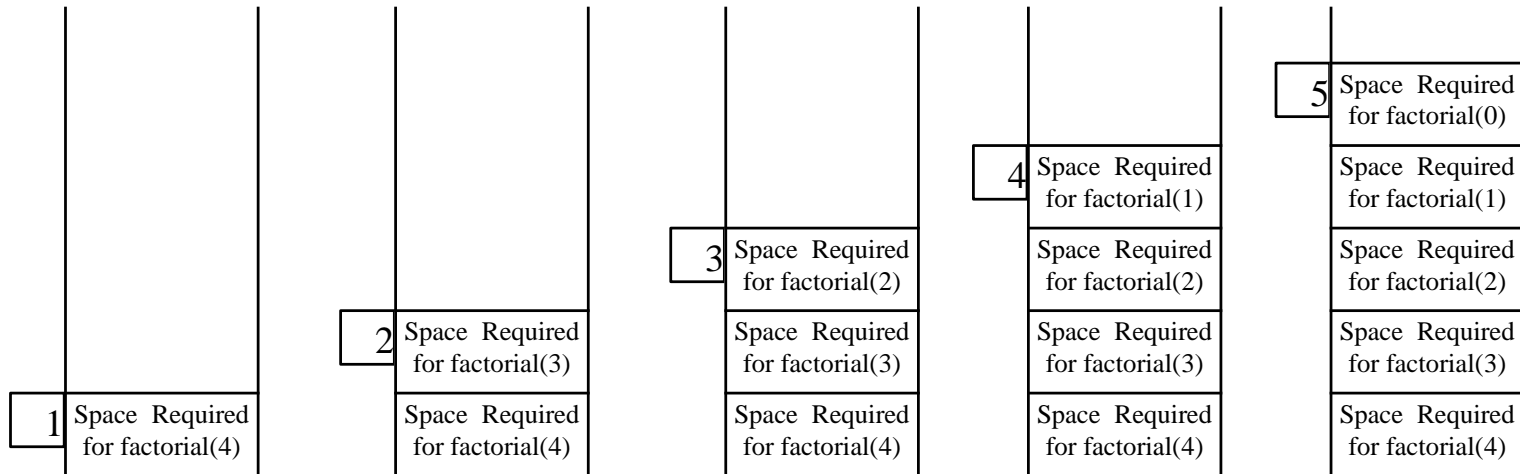 5
Space Required
for factorial(0)
4
Space Required
for factorial(1)
Space Required
for factorial(1)
3
Space Required
for factorial(2)
Space Required
for factorial(2)
Space Required
for factorial(2)
2
Space Required
for factorial(3)
Space Required
for factorial(3)
Space Required
for factorial(3)
Space Required
for factorial(3)
1
Space Required
for factorial(4)
Space Required
for factorial(4)
Space Required
for factorial(4)
Space Required
for factorial(4)
Space Required
for factorial(4)